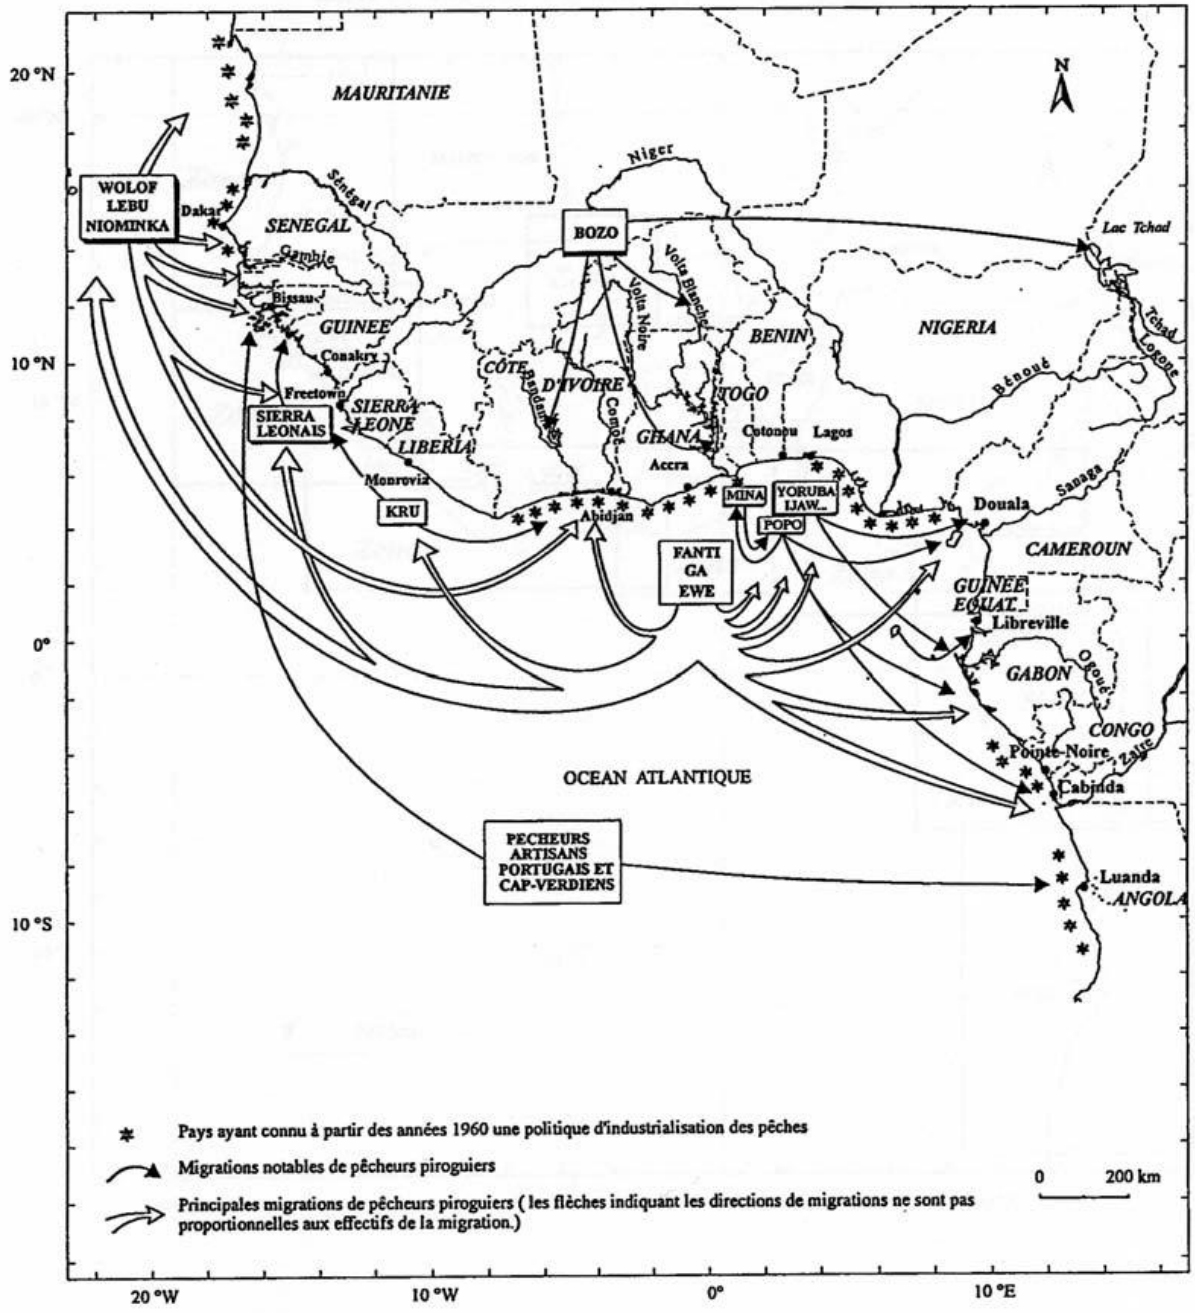 20 °N
N
MAURITANIE
Niger
WOLOF
LEBU
NIOMINKA
Sénégal
Dakar
SENEGAL
BOZO
Lac Tchad
Gambie
Volta Blanche
Bissau
Volta Noire
Tchad
GUINEE
BENIN
NIGERIA
Logone
10 °N
Conakry
CÔTE
D'IVOIRE
Bénoué
Freetown
Bandama
TOGO
SIERRA
LEONE
SIERRA
LEONAIS
Comoé
GHANA
Cotonou
Lagos
LIBERIA
Accra
Monrovia
Sanaga
MINA
YORUBA
IJAW...
Douala
KRU
Abidjan
POPO
FANTI
GA
EWE
CAMEROUN
GUINEE
EQUAT.
Libreville
0°
GABON
Ogoué
CONGO
Pointe-Noire
Zaïre
OCEAN ATLANTIQUE
Cabinda
PECHEURS
ARTISANS
PORTUGAIS ET
CAP-VERDIENS
Luanda
ANGOLA
10 °S
Pays ayant connu à partir des années 1960 une politique d'industrialisation des pêches
Migrations notables de pêcheurs piroguiers
0 200 km
Principales migrations de pêcheurs piroguiers ( les flèches indiquant les directions de migrations ne sont pas
proportionnelles aux effectifs de la migration.)
20 °W
10 °W
0°
10 °E